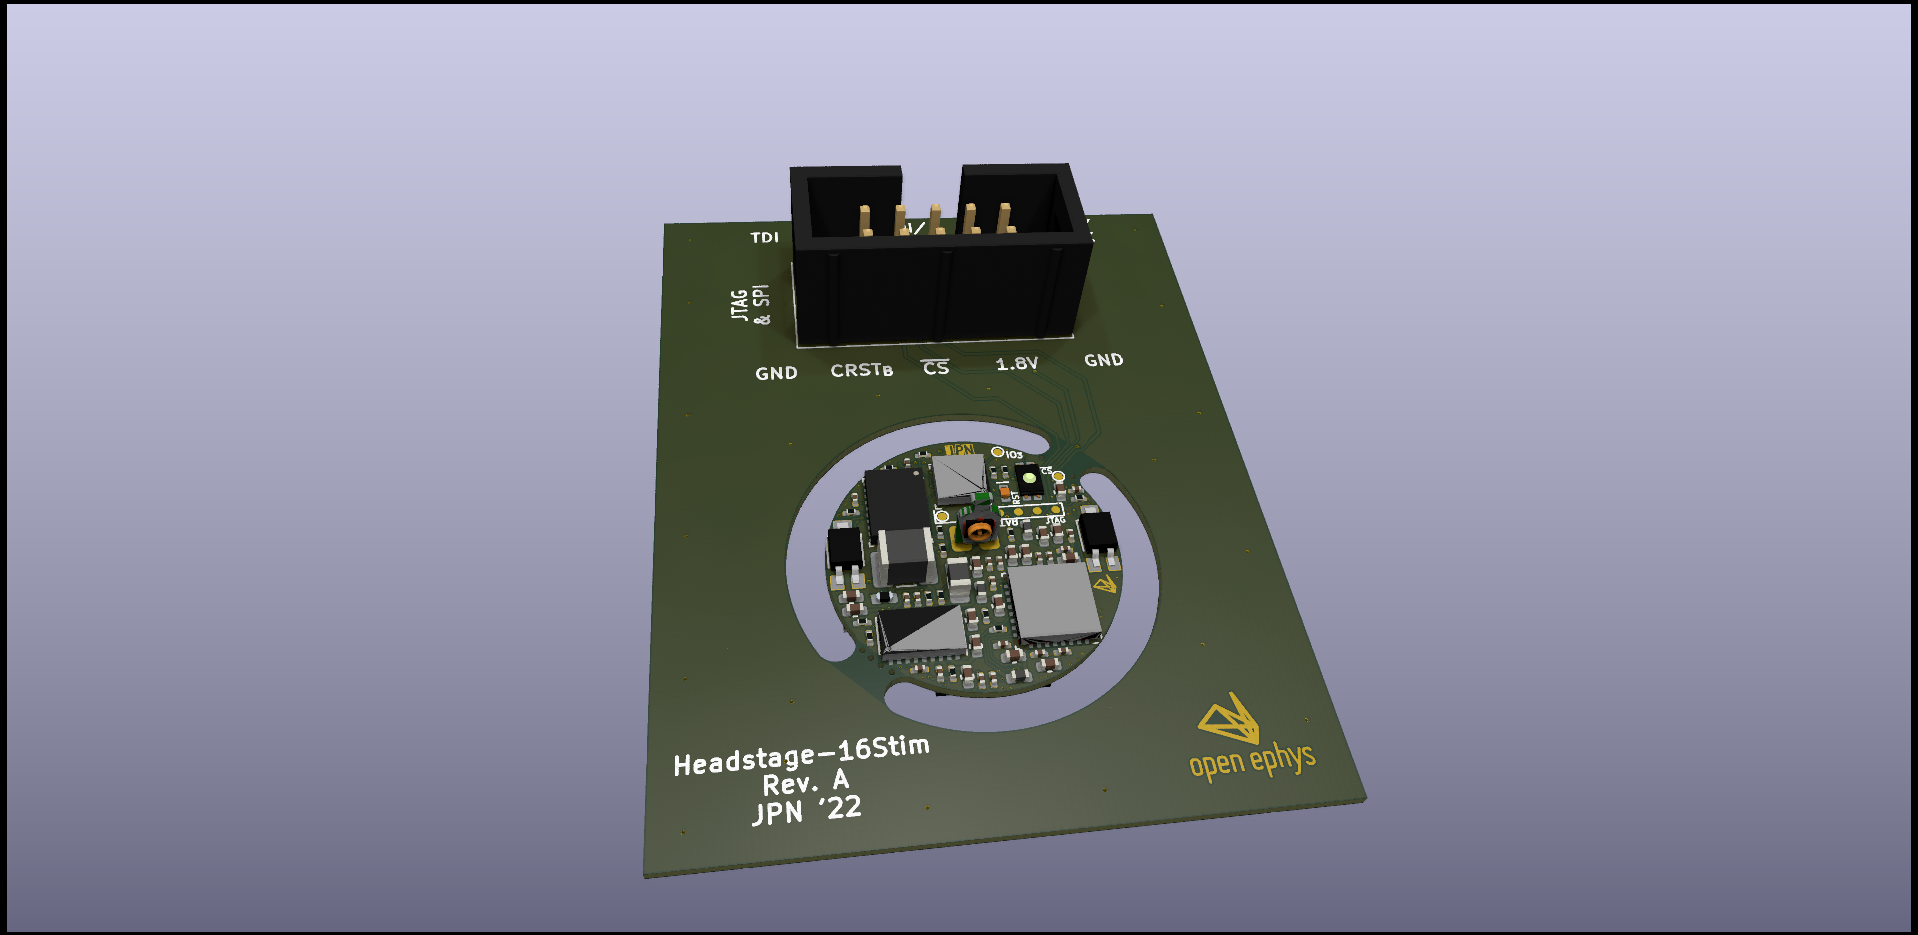 TDI
JTAG
& SPI
GND CRSTB CS 1.8V GND
JPN
IO3
CS
RST
JTAG
Headstage-16Stim
Rev. A
JPN '22
open ephys